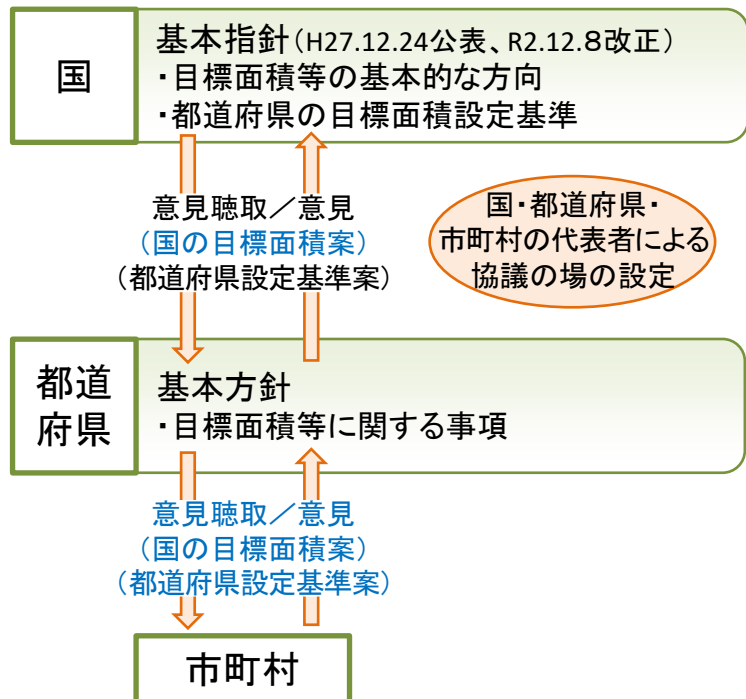 国
基本指針（H27.12.24公表、R2.12.８改正）
・目標面積等の基本的な方向
・都道府県の目標面積設定基準
意見聴取／意見
（国の目標面積案）
（都道府県設定基準案）
国・都道府県・
市町村の代表者による
協議の場の設定
都道
府県
基本方針
・目標面積等に関する事項
意見聴取／意見
（国の目標面積案）
（都道府県設定基準案）
市町村